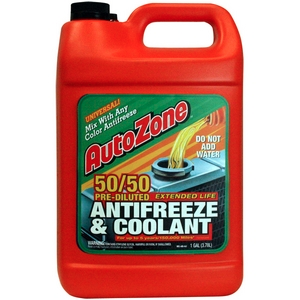 UNIVERSAL!
Mix With Any
Color Antifreeze
AutoZone
DO NOT
ADD
WATER
50/50
PRE-DILUTED
EXTENDED LIFE
ANTIFREEZE
& COOLANT
WARNING:
1 GAL (3.78L)